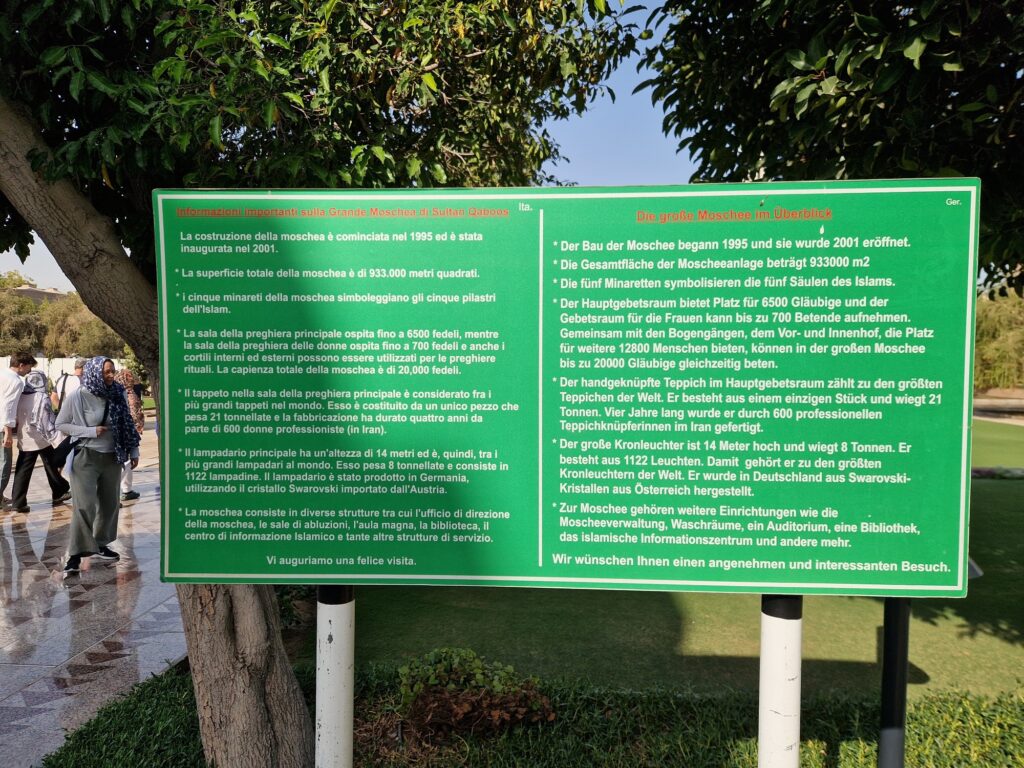 Informazioni importanti sulla Grande Moschea di Sultan Qaboos
Ita.
La costruzione della moschea è cominciata nel 1995 ed è stata
inaugurata nel 2001.
* La superficie totale della moschea è di 933.000 metri quadrati.
* i cinque minareti della moschea simboleggiano gli cinque pilastri
dell'Islam.
* La sala della preghiera principale ospita fino a 6500 fedeli, mentre
la sala della preghiera delle donne ospita fino a 700 fedeli e anche i
cortili interni ed esterni possono essere utilizzati per le preghiere
rituali. La capienza totale della moschea è di 20,000 fedeli.
* Il tappeto nella sala della preghiera principale è considerato fra i
più grandi tappeti nel mondo. Esso è costituito da un unico pezzo che
pesa 21 tonnellate e la fabbricazione ha durato quattro anni da
parte di 600 donne professioniste (in Iran).
* Il lampadario principale ha un'altezza di 14 metri ed è, quindi, tra i
più grandi lampadari al mondo. Esso pesa 8 tonnellate e consiste in
1122 lampadine. Il lampadario è stato prodotto in Germania,
utilizzando il cristallo Swarovski importato dall'Austria.
* La moschea consiste in diverse strutture tra cui l'ufficio di direzione
della moschea, le sale di abluzioni, l'aula magna, la biblioteca, il
centro di informazione Islamico e tante altre strutture di servizio.
Vi auguriamo una felice visita.
Ger.
Die große Moschee im Überblick
* Der Bau der Moschee begann 1995 und sie wurde 2001 eröffnet.
* Die Gesamtfläche der Moscheeanlage beträgt 933000 m2
* Die fünf Minaretten symbolisieren die fünf Säulen des Islams.
* Der Hauptgebetsraum bietet Platz für 6500 Gläubige und der
Gebetsraum für die Frauen kann bis zu 700 Betende aufnehmen.
Gemeinsam mit den Bogengängen, dem Vor- und Innenhof, die Platz
für weitere 12800 Menschen bieten, können in der großen Moschee
bis zu 20000 Gläubige gleichzeitig beten.
* Der handgeknüpfte Teppich im Hauptgebetsraum zählt zu den größten
Teppichen der Welt. Er besteht aus einem einzigen Stück und wiegt 21
Tonnen. Vier Jahre lang wurde er durch 600 professionellen
Teppichknüpferinnen im Iran gefertigt.
* Der große Kronleuchter ist 14 Meter hoch und wiegt 8 Tonnen. Er
besteht aus 1122 Leuchten. Damit gehört er zu den größten
Kronleuchtern der Welt. Er wurde in Deutschland aus Swarovski-
Kristallen aus Österreich hergestellt.
* Zur Moschee gehören weitere Einrichtungen wie die
Moscheeverwaltung, Waschräume, ein Auditorium, eine Bibliothek,
das islamische Informationszentrum und andere mehr.
Wir wünschen Ihnen einen angenehmen und interessanten Besuch.